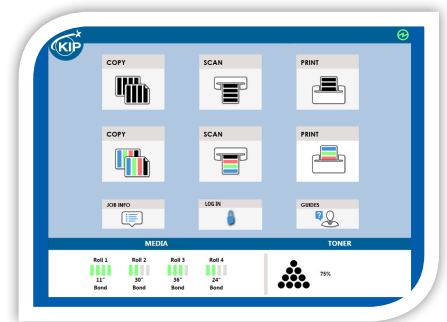 KIP
COPY SCAN PRINT
COPY SCAN PRINT
JOB INFO LOG IN GUIDES
?
MEDIA TONER
Roll 1 Roll 2 Roll 3 Roll 4
11" 30" 36" 24"
Bond Bond Bond Bond
75%